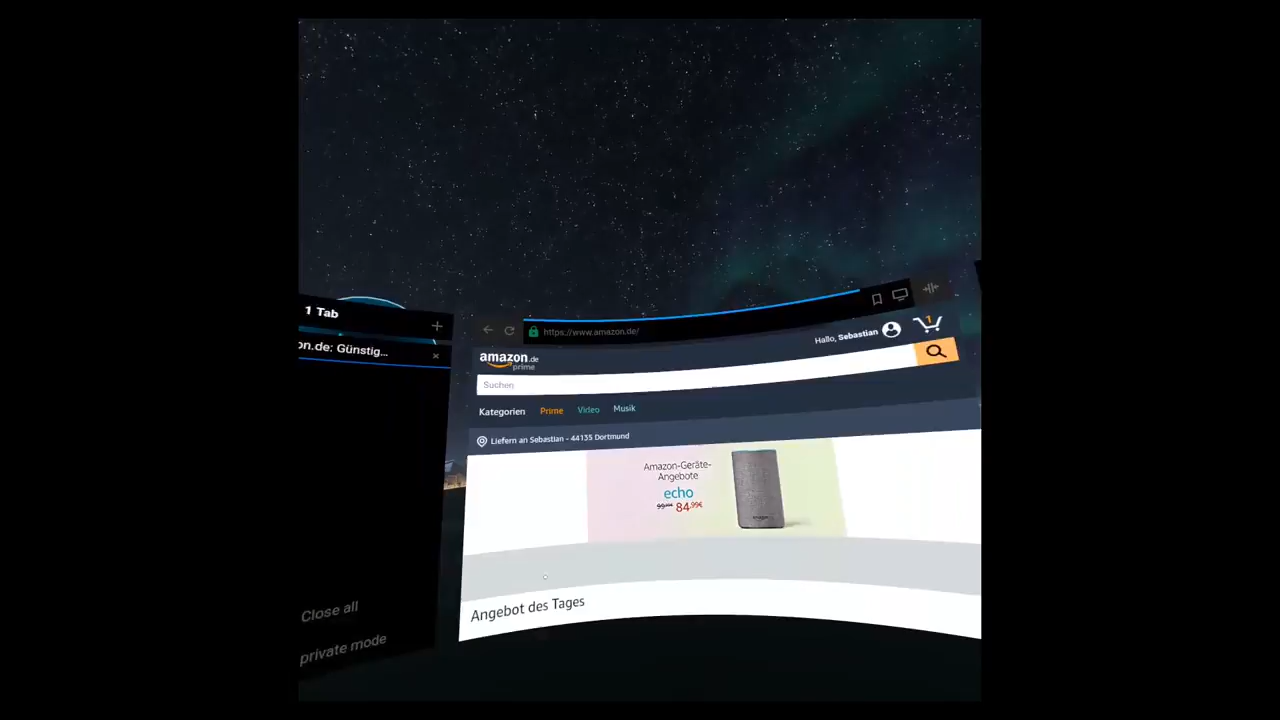 1 Tab
on.de: Günstig...
Close all
private mode
https://www.amazon.de/
amazon.de
prime
Hallo, Sebastian
1
Suchen
Kategorien
Prime
Video
Musik
Liefern an Sebastian - 44135 Dortmund
Amazon-Geräte-
Angebote
echo
84,99€
Angebot des Tages